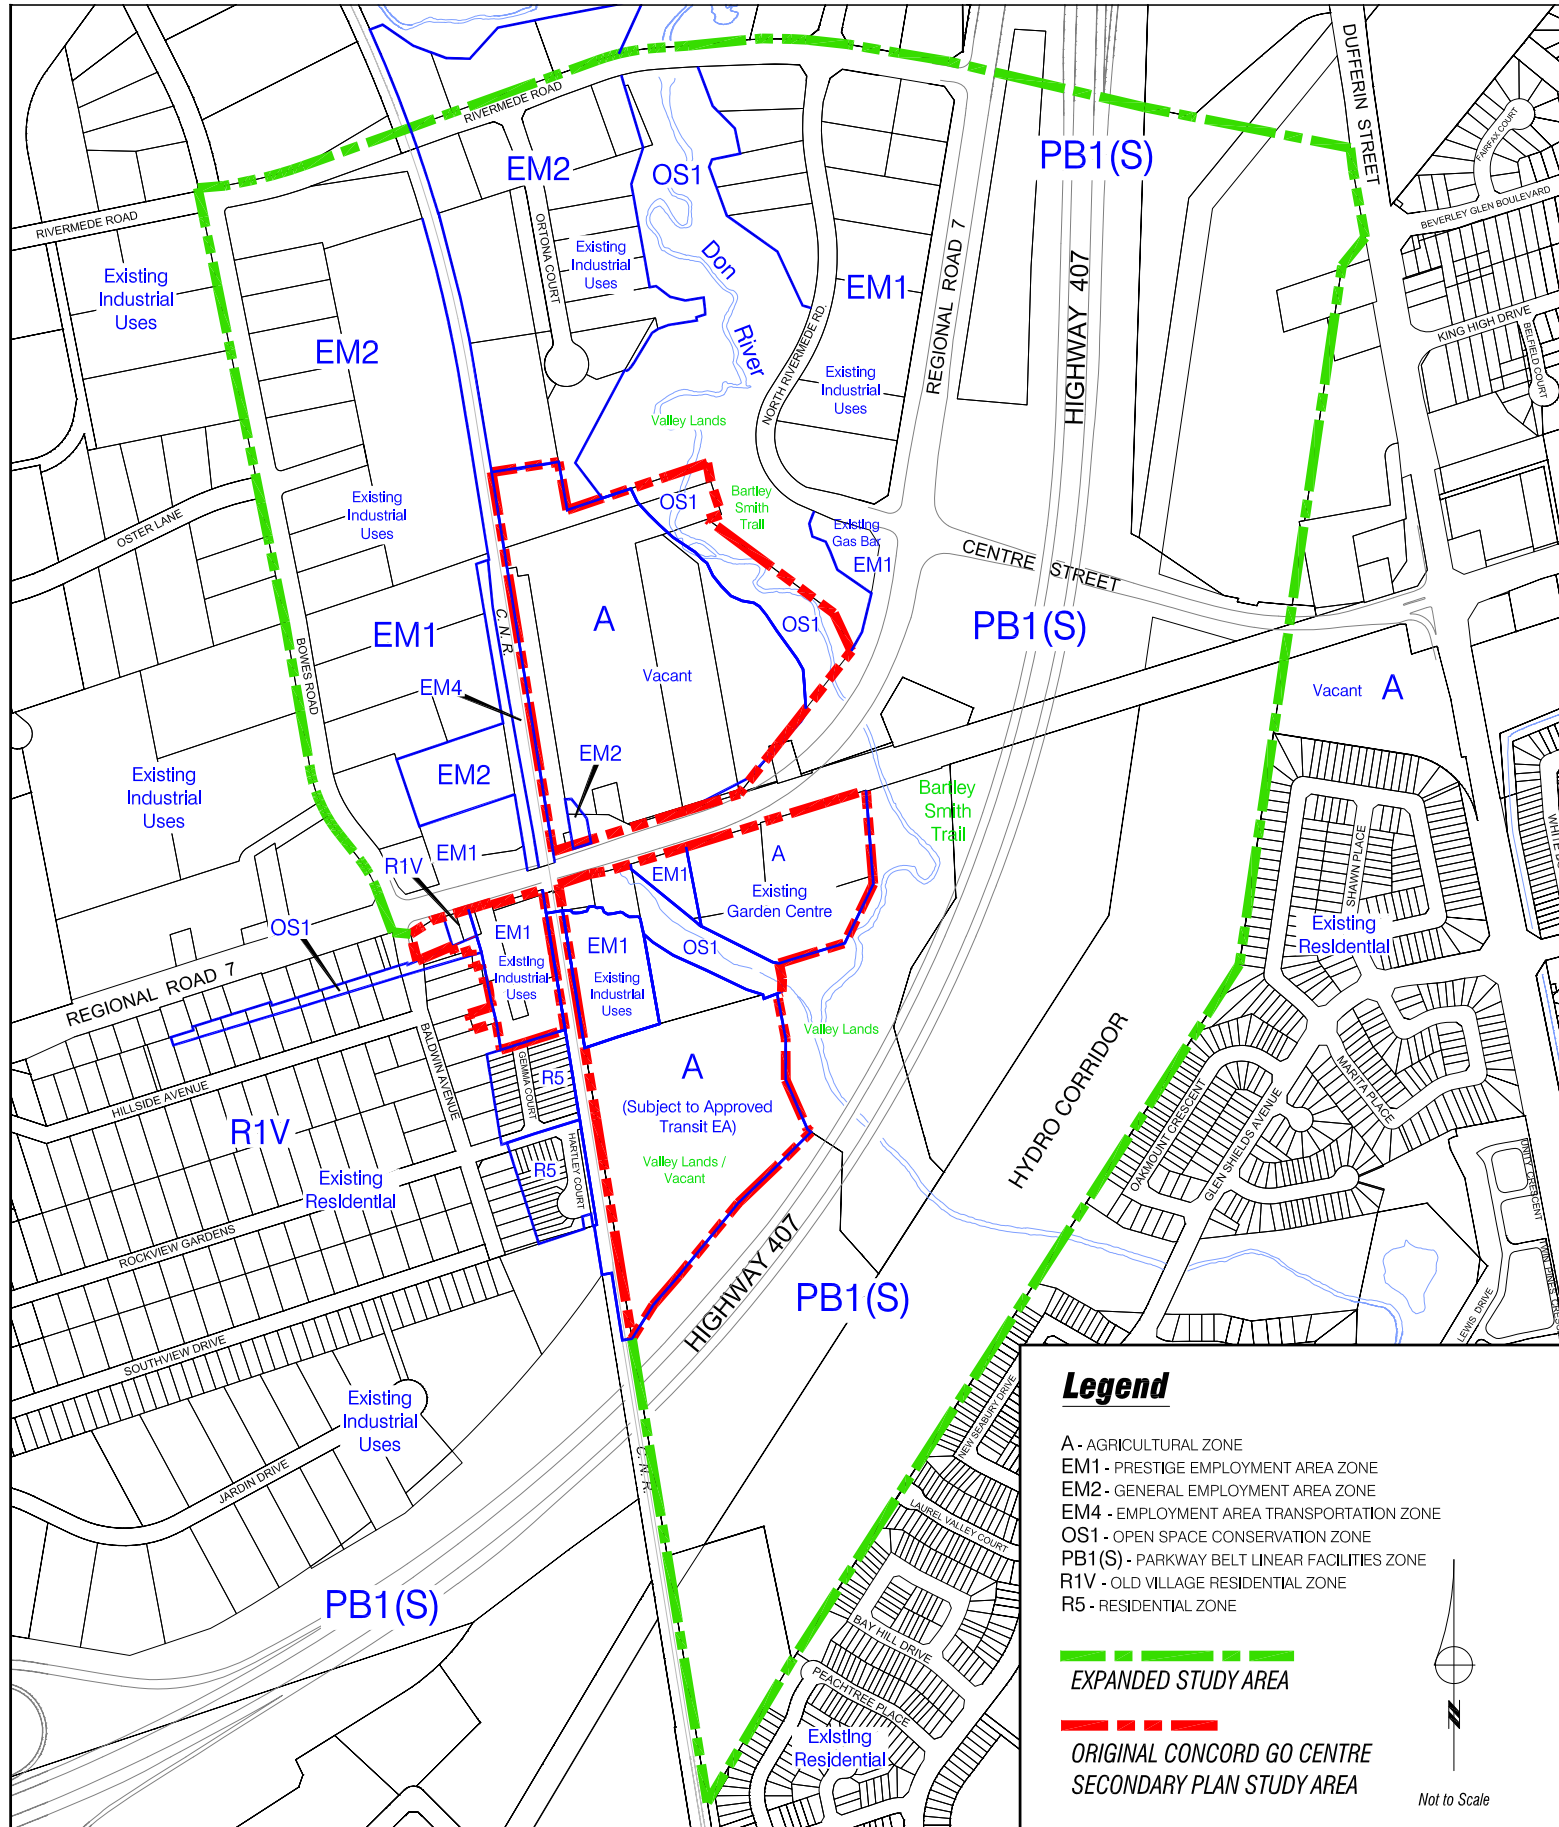 RIVERMEDE ROAD
DUFFERIN STREET
FAIRFAX COURT
BEVERLEY GLEN BOULEVARD
PB1(S)
EM2
OS1
RIVERMEDE ROAD
ORTONA COURT
Existing
Industrial
Uses
Don
River
REGIONAL ROAD 7
HIGHWAY 407
Existing
Industrial
Uses
EM1
KING HIGH DRIVE
BELFIELD COURT
NORTH RIVERMEDE RD.
EM2
Existing
Industrial
Uses
Valley Lands
Existing
Industrial
Uses
OSTER LANE
OS1
Bartley
Smith
Trail
Existing
Gas Bar
EM1
CENTRE STREET
C.N.R.
A
OS1
PB1(S)
EM1
BOWES ROAD
Vacant
EM4
Vacant A
EM2
EM2
Existing
Industrial
Uses
Bartley
Smith
Trail
SHAWN PLACE
EM1
R1V
EM1
A
Existing
Garden Centre
OS1
EM1
Existing
Industrial
Uses
EM1
Existing
Industrial
Uses
OS1
Existing
Residential
REGIONAL ROAD 7
Valley Lands
BALDWIN AVENUE
HILLSIDE AVENUE
GEMMA COURT
R5
A
(Subject to Approved
Transit EA)
HYDRO CORRIDOR
MARITA PLACE
OAKMOUNT CRESCENT
GLEN SHIELDS AVENUE
R1V
Existing
Residential
HARTLEY COURT
R5
Valley Lands /
Vacant
UNITY CRESCENT
ROCKVIEW GARDENS
HIGHWAY 407
PB1(S)
LEWIS DRIVE
SOUTHVIEW DRIVE
Existing
Industrial
Uses
JARDIN DRIVE
C.N.R.
NEW SEABURY DRIVE
LAUREL VALLEY COURT
PB1(S)
BAY HILL DRIVE
PEACHTREE PLACE
Existing
Residential
Legend
A - AGRICULTURAL ZONE
EM1 - PRESTIGE EMPLOYMENT AREA ZONE
EM2 - GENERAL EMPLOYMENT AREA ZONE
EM4 - EMPLOYMENT AREA TRANSPORTATION ZONE
OS1 - OPEN SPACE CONSERVATION ZONE
PB1(S) - PARKWAY BELT LINEAR FACILITIES ZONE
R1V - OLD VILLAGE RESIDENTIAL ZONE
R5 - RESIDENTIAL ZONE
EXPANDED STUDY AREA
ORIGINAL CONCORD GO CENTRE
SECONDARY PLAN STUDY AREA
N
Not to Scale